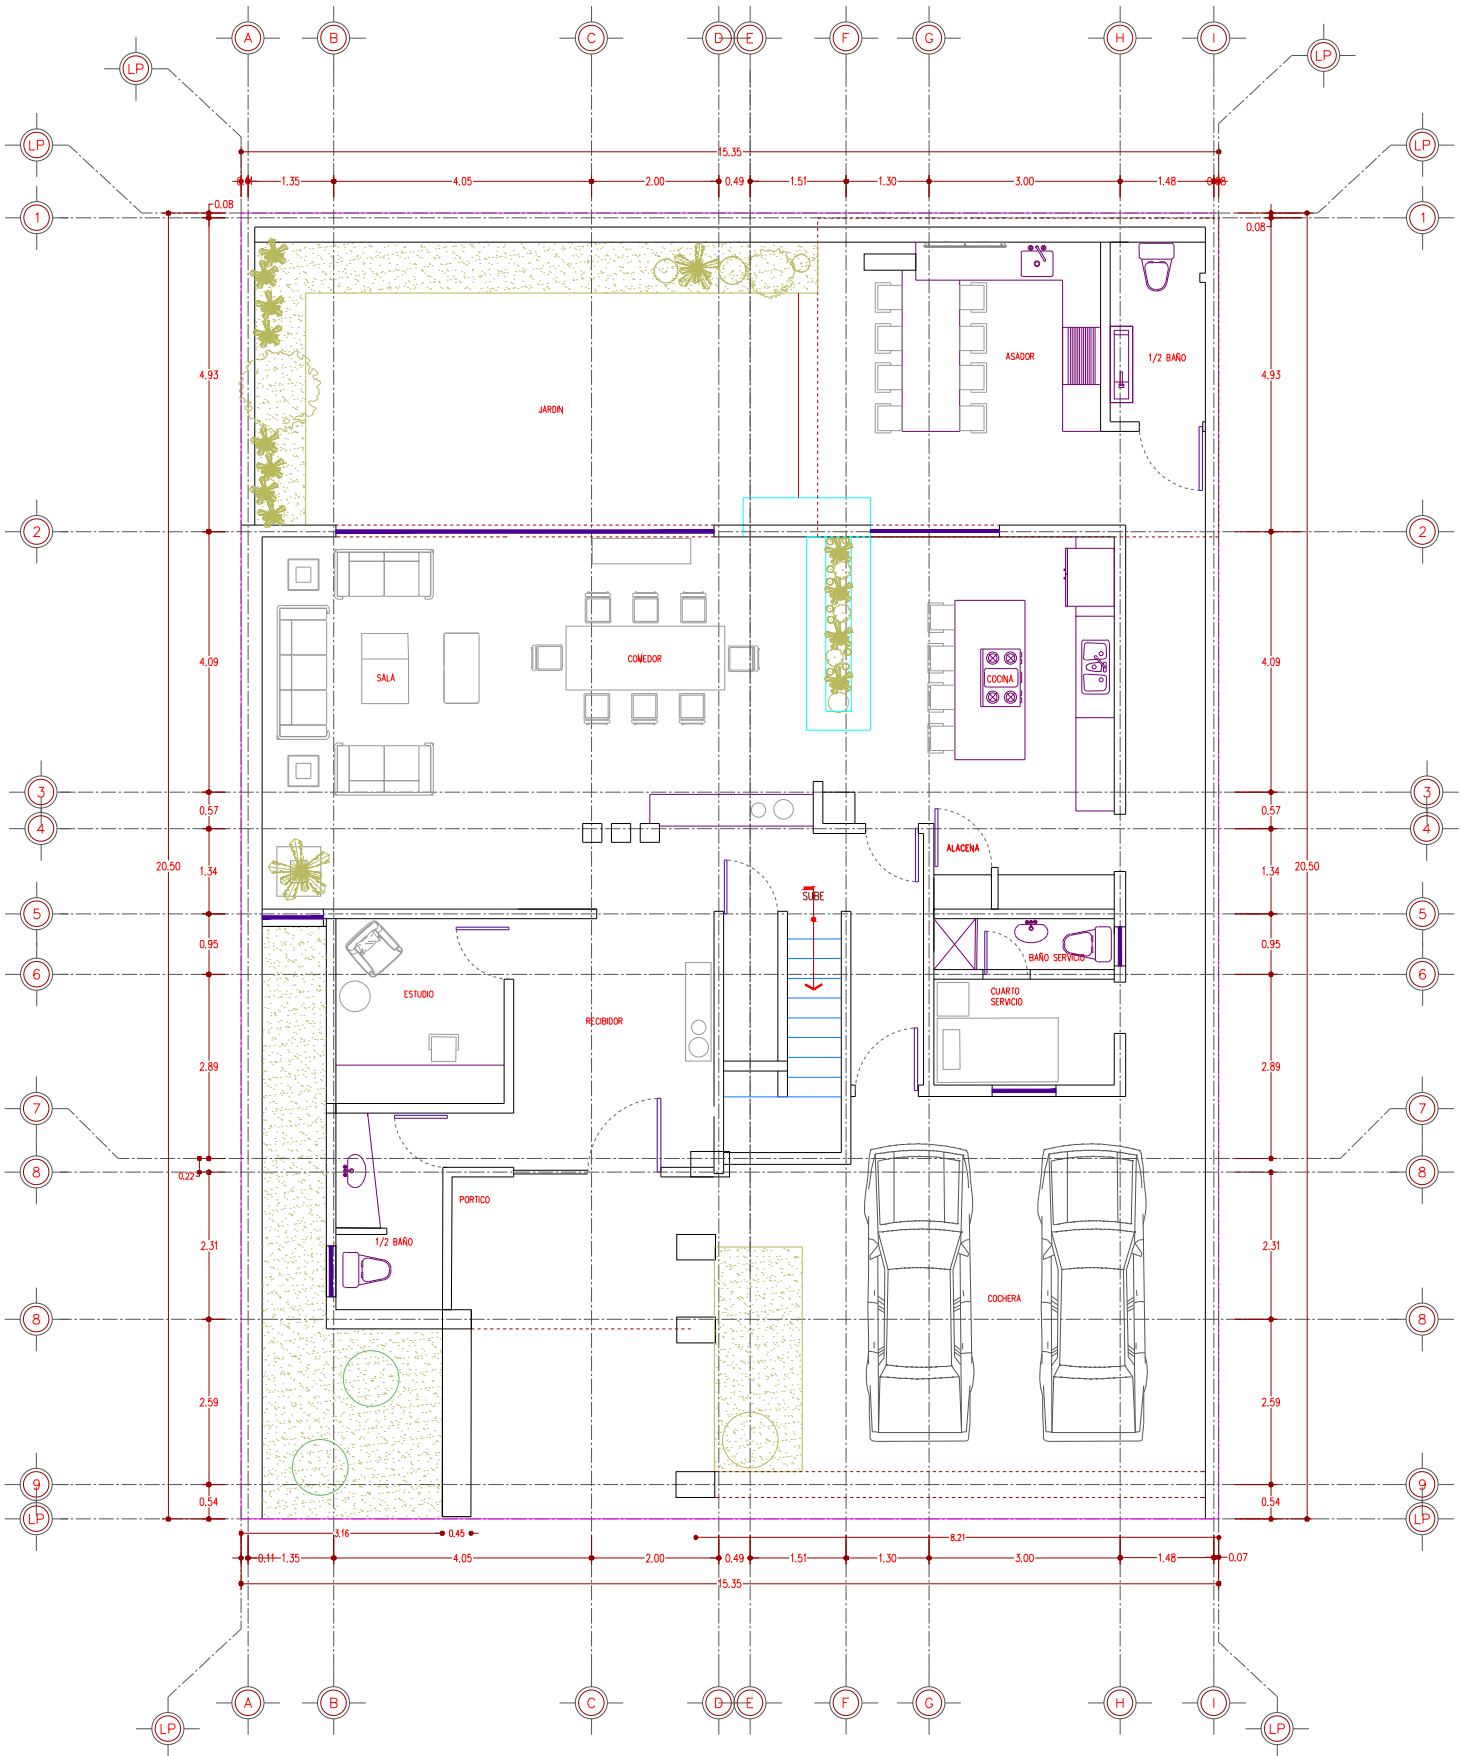 A B C D E F G H I
LP LP
LP LP
15.35
0.11 1.35 4.05 2.00 0.49 1.51 1.30 3.00 1.48 0.08
0.08
1 1
0.08
ASADOR
1/2 BAÑO
4.93 4.93
JARDIN
2 2
COMEDOR
4.09 4.09
SALA
COCINA
3 3
0.57 0.57
4 4
ALACENA
20.50 1.34 1.34 20.50
SUBE
5 5
0.95 0.95
BAÑO SERVICIO
6 6
ESTUDIO
CUARTO
SERVICIO
RECIBIDOR
2.89 2.89
7 7
8 8
0.22
PORTICO
1/2 BAÑO
2.31 2.31
COCHERA
8 8
2.59 2.59
9 9
0.54 0.54
LP LP
3.16 0.45 8.21
0.11 1.35 4.05 2.00 0.49 1.51 1.30 3.00 1.48 0.07
15.35
A B C D E F G H I
LP LP